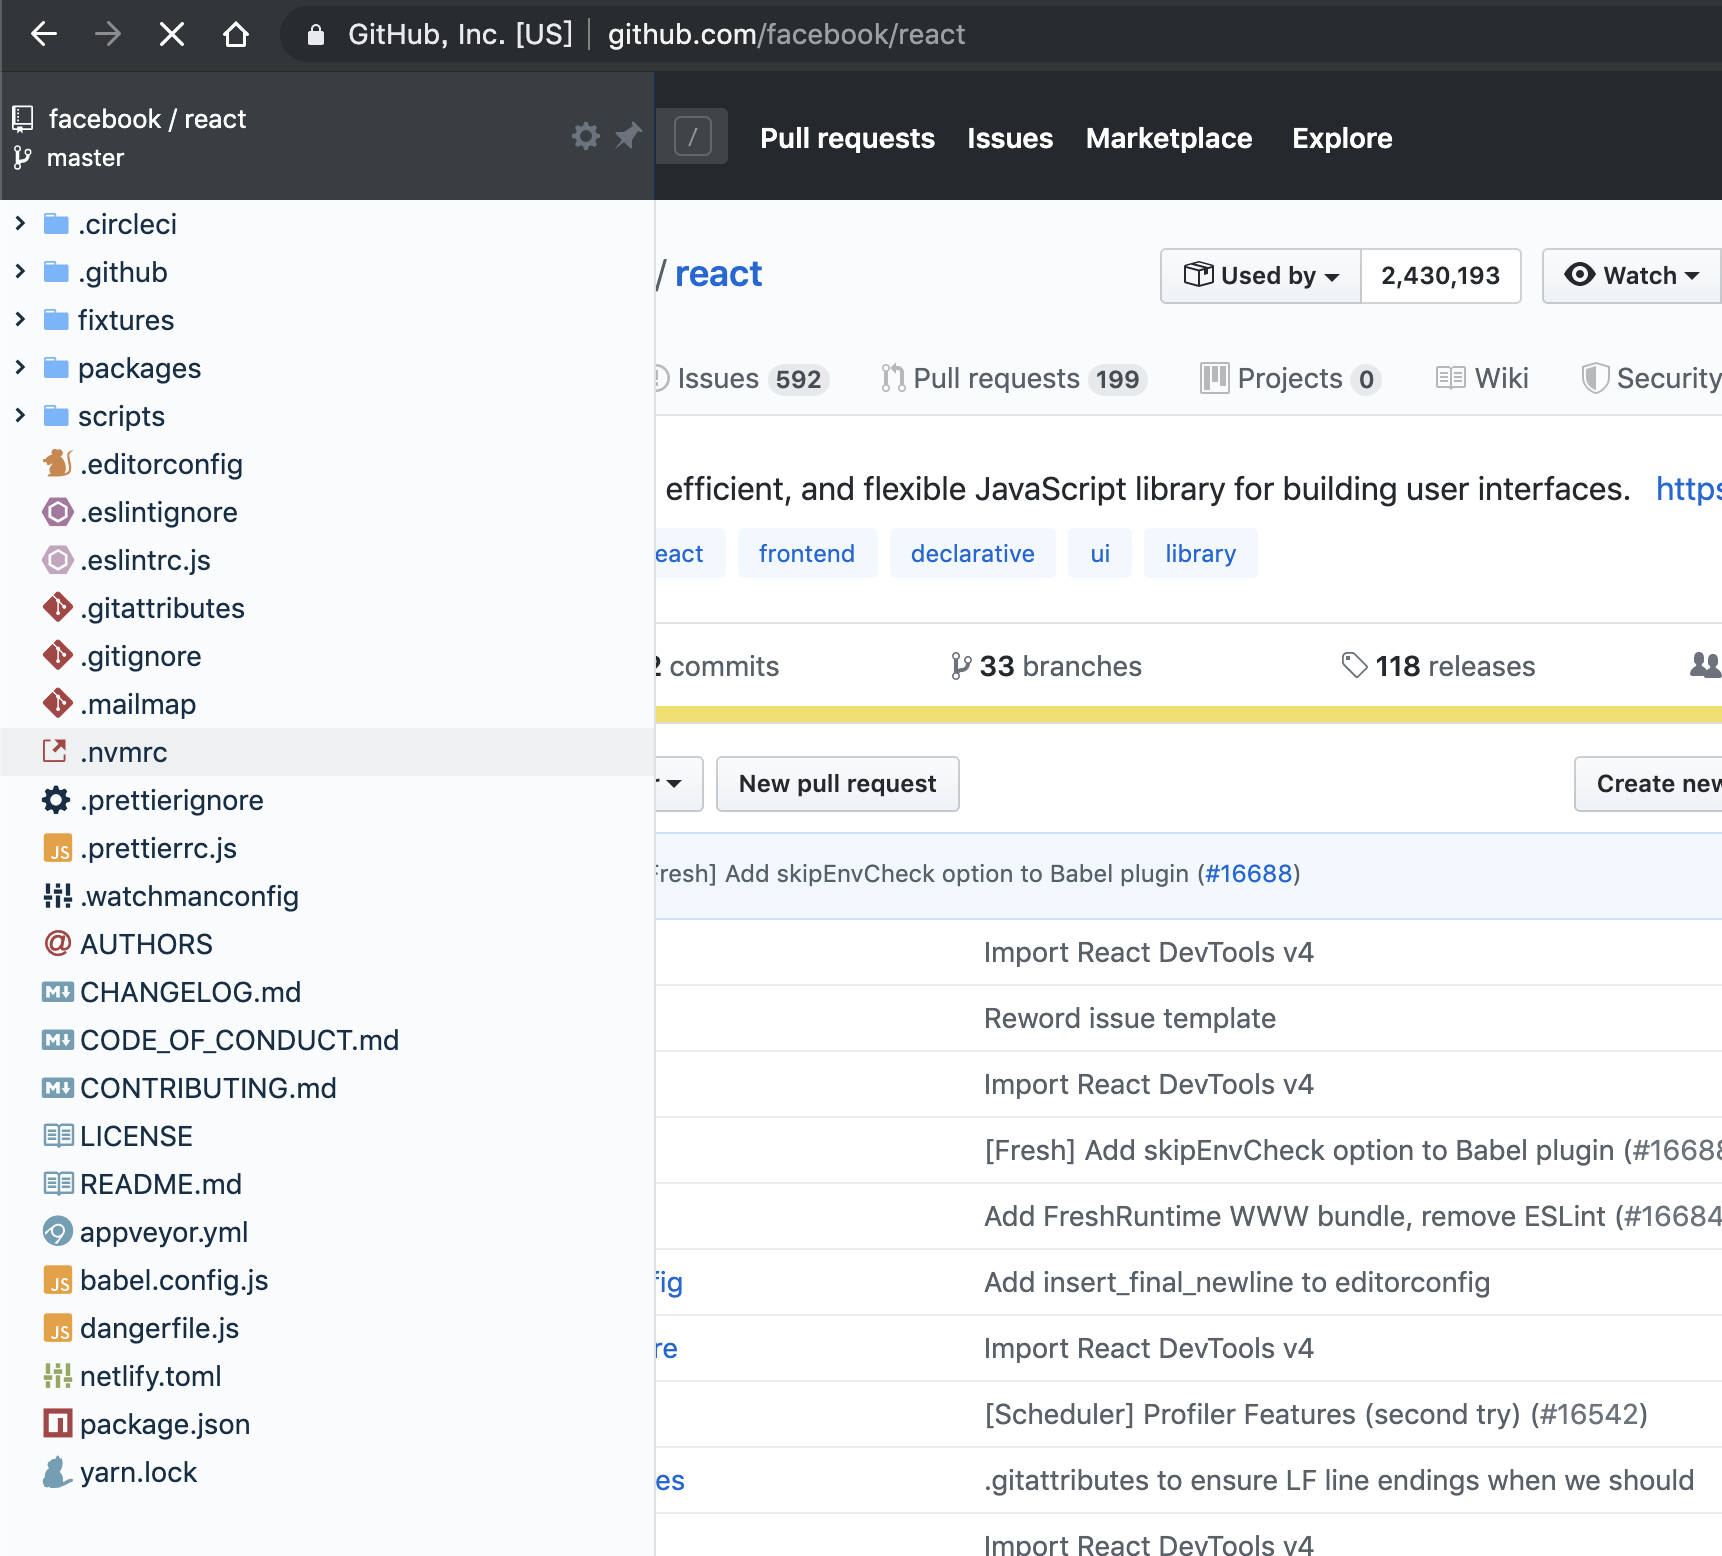 GitHub, Inc. [US] | github.com/facebook/react
facebook / react
master
/
Pull requests Issues Marketplace Explore
.circleci
.github
fixtures
packages
scripts
.editorconfig
.eslintignore
.eslintrc.js
.gitattributes
.gitignore
.mailmap
.nvmrc
.prettierignore
JS .prettierrc.js
.watchmanconfig
@ AUTHORS
M CHANGELOG.md
M CODE_OF_CONDUCT.md
M CONTRIBUTING.md
LICENSE
README.md
appveyor.yml
JS babel.config.js
JS dangerfile.js
netlify.toml
package.json
yarn.lock
/ react
Used by 2,430,193 Watch
Issues 592 Pull requests 199 Projects 0 Wiki Security
efficient, and flexible JavaScript library for building user interfaces. https
eact frontend declarative ui library
2 commits 33 branches 118 releases
r New pull request Create new
Fresh] Add skipEnvCheck option to Babel plugin (#16688)
Import React DevTools v4
Reword issue template
Import React DevTools v4
[Fresh] Add skipEnvCheck option to Babel plugin (#16688
Add FreshRuntime WWW bundle, remove ESLint (#16684
fig Add insert_final_newline to editorconfig
re Import React DevTools v4
[Scheduler] Profiler Features (second try) (#16542)
es .gitattributes to ensure LF line endings when we should
Import React DevTools v4